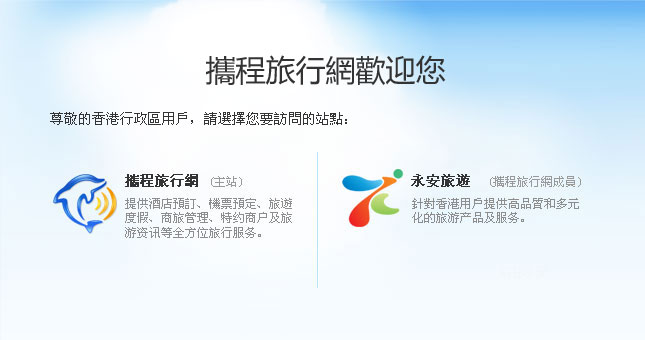 攜程旅行網歡迎您
尊敬的香港行政區用戶，請選擇您要訪問的站點：
攜程旅行網 （主站）
提供酒店預訂、機票預定、旅遊
度假、商旅管理、特约商户及旅
游资讯等全方位旅行服务。
永安旅遊 （攜程旅行網成員）
針對香港用戶提供高品質和多元
化的旅游产品及服务。